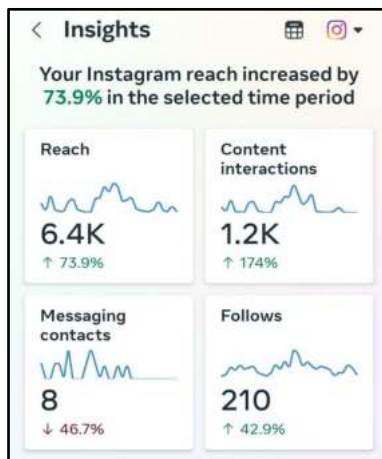 Insights
Your Instagram reach increased by
73.9% in the selected time period
Reach
6.4K
↑ 73.9%
Content
interactions
1.2K
↑ 174%
Messaging
contacts
8
↓ 46.7%
Follows
210
↑ 42.9%